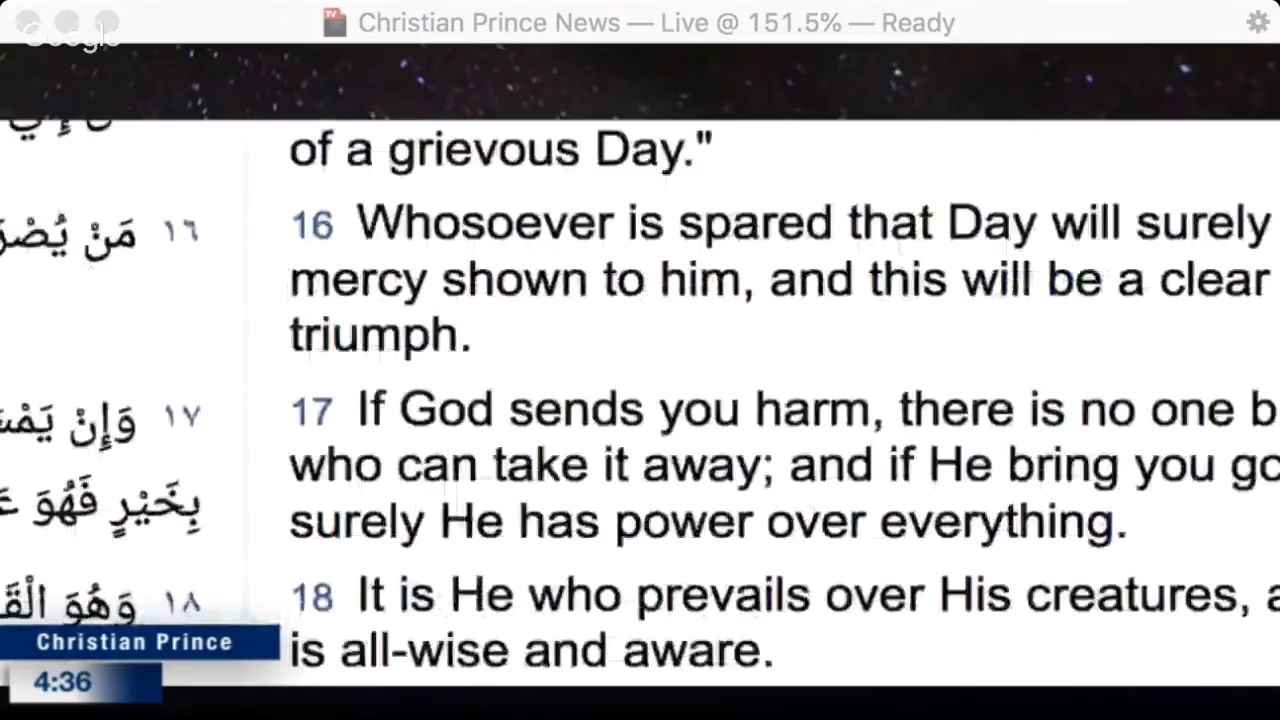 Christian Prince News — Live @ 151.5% — Ready
Google
of a grievous Day."
١٦ مَنْ
16 Whosoever is spared that Day will surely
mercy shown to him, and this will be a clear
triumph.
١٧ وَإِنْ
17 If God sends you harm, there is no one b
who can take it away; and if He bring you go
بِخَيْرٍ فَهُوَ
surely He has power over everything.
١٨ وَهُوَ
18 It is He who prevails over His creatures, a
is all-wise and aware.
Christian Prince
4:36